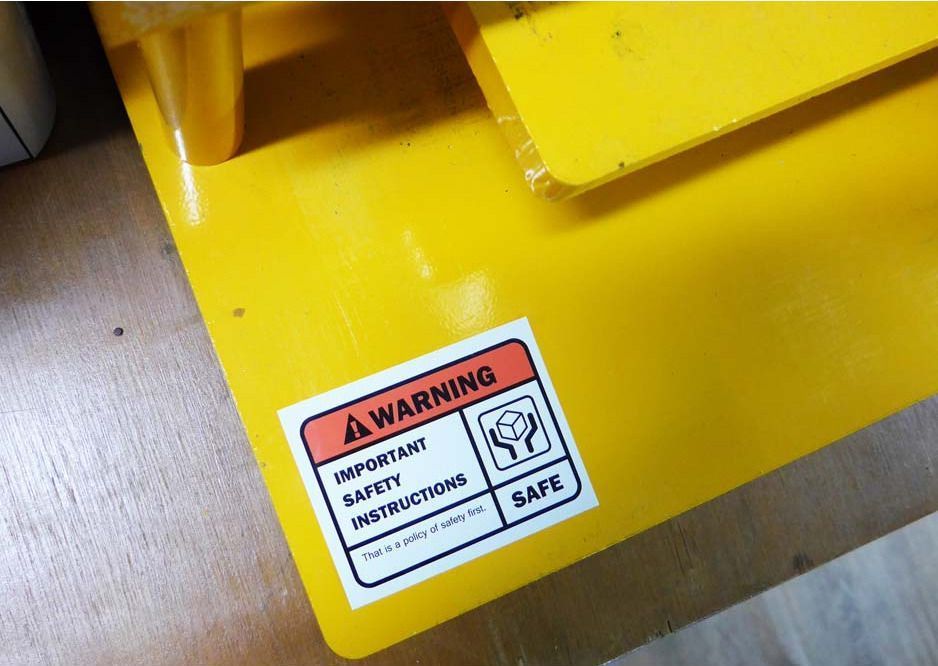 WARNING
IMPORTANT
SAFETY
INSTRUCTIONS
That is a policy of safety first.
SAFE